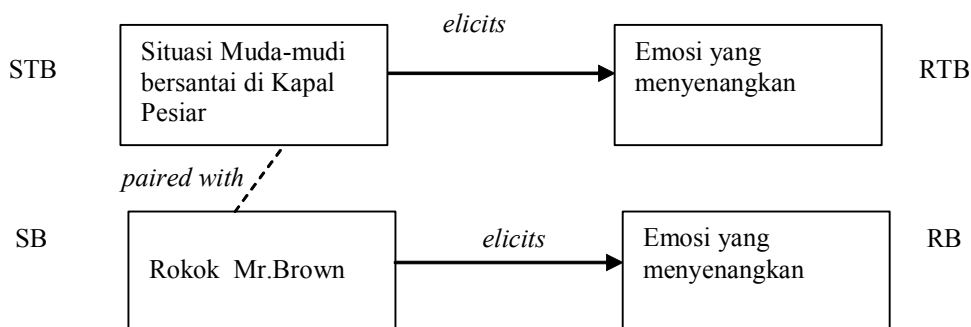 elicits
STB
Situasi Muda-mudi
bersantai di Kapal
Pesiar
Emosi yang
menyenangkan
RTB
paired with
SB
Rokok Mr.Brown
elicits
Emosi yang
menyenangkan
RB